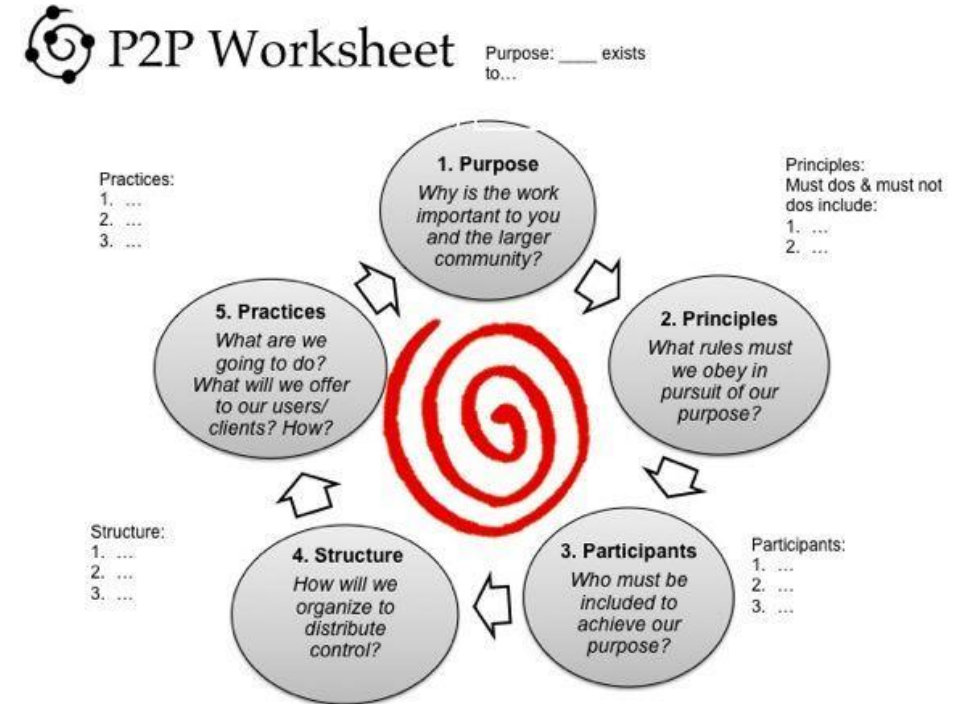 P2P Worksheet
Purpose: ____ exists
to...
1. Purpose
Why is the work
important to you
and the larger
community?
Principles:
Must dos & must not
dos include:
1. ...
2. ...
2. Principles
What rules must
we obey in
pursuit of our
purpose?
3. Participants
Who must be
included to
achieve our
purpose?
Participants:
1. ...
2. ...
3. ...
4. Structure
How will we
organize to
distribute
control?
Structure:
1. ...
2. ...
3. ...
5. Practices
What are we
going to do?
What will we offer
to our users/
clients? How?
Practices:
1. ...
2. ...
3. ...